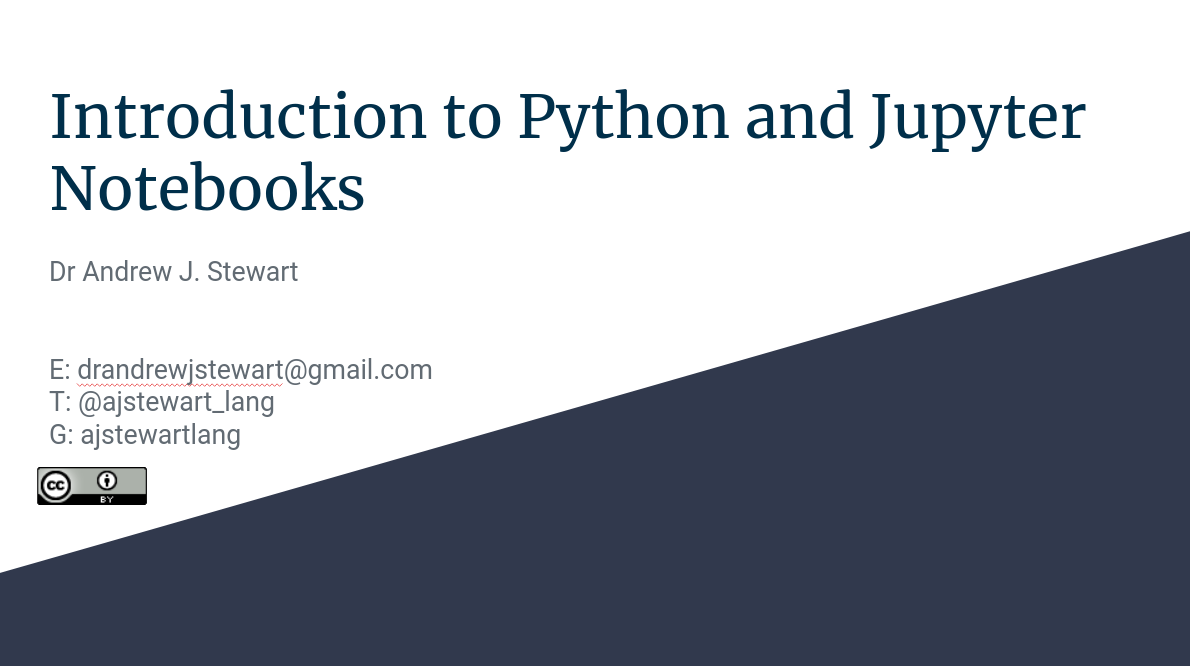 Introduction to Python and Jupyter
Notebooks
Dr Andrew J. Stewart
E: drandrewjstewart@gmail.com
T: @ajstewart_lang
G: ajstewartlang
cc
BY